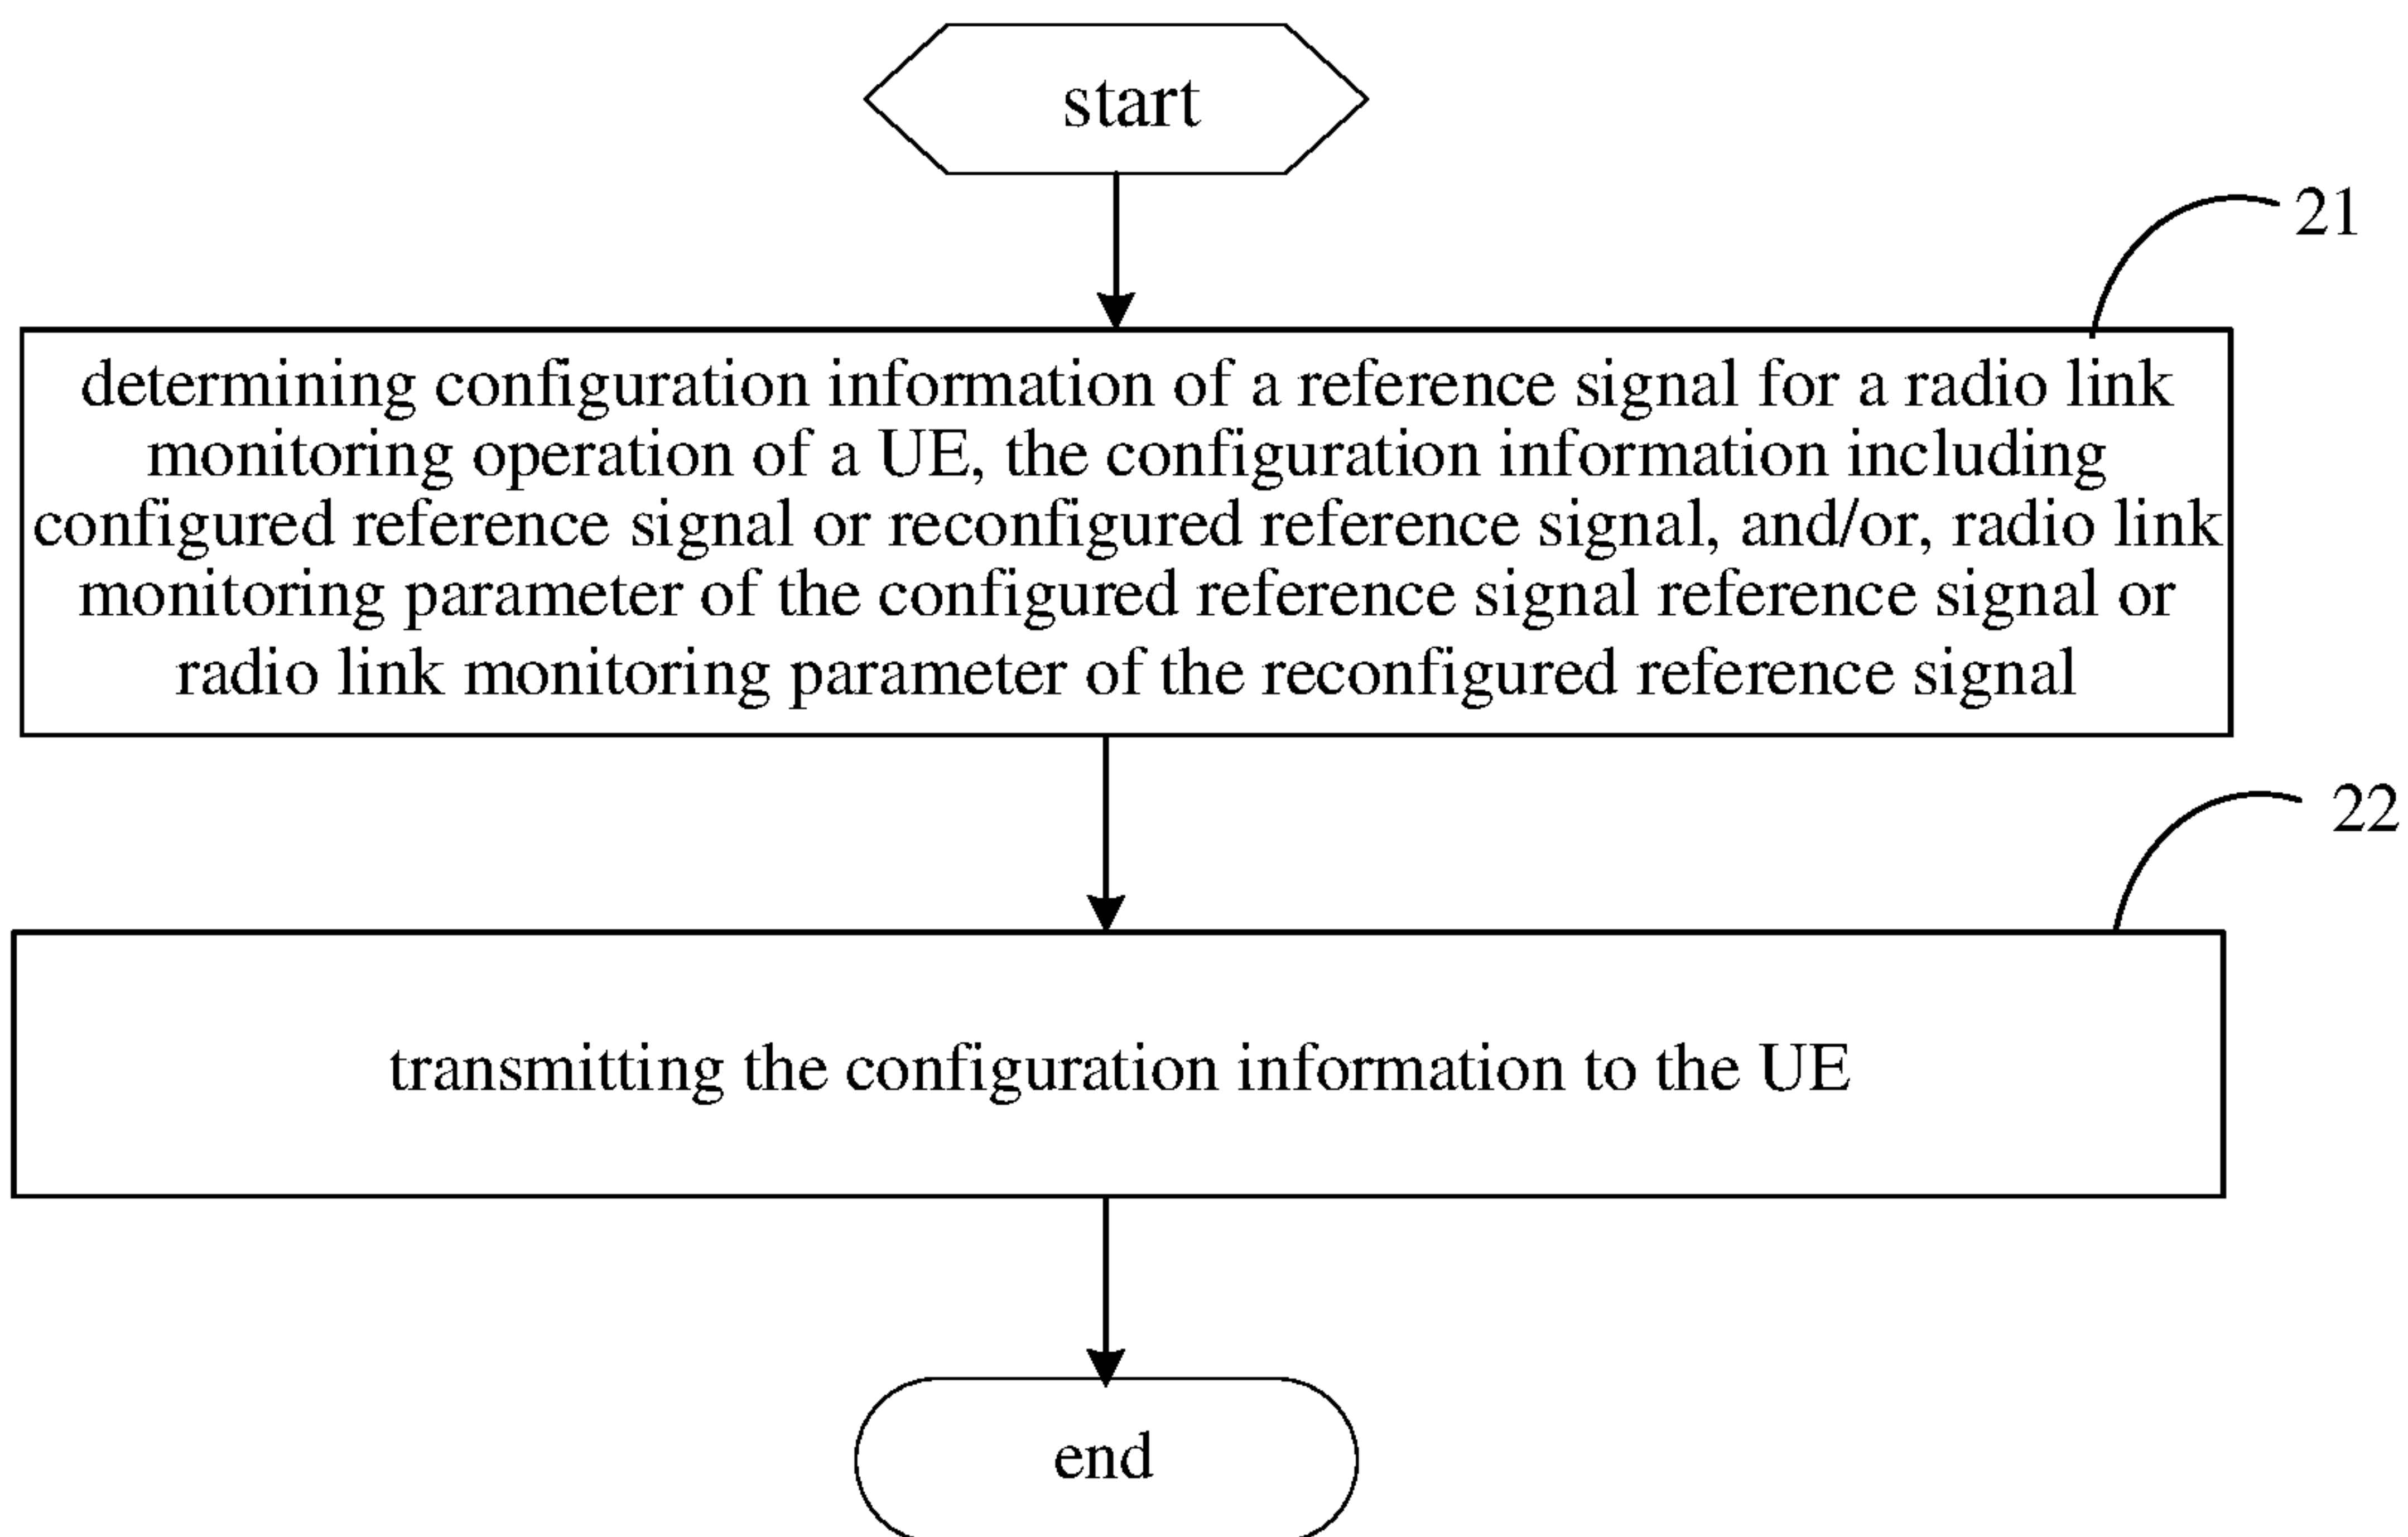 start
21
determining configuration information of a reference signal for a radio link
monitoring operation of a UE, the configuration information including
configured reference signal or reconfigured reference signal, and/or, radio link
monitoring parameter of the configured reference signal reference signal or
radio link monitoring parameter of the reconfigured reference signal
22
transmitting the configuration information to the UE
end